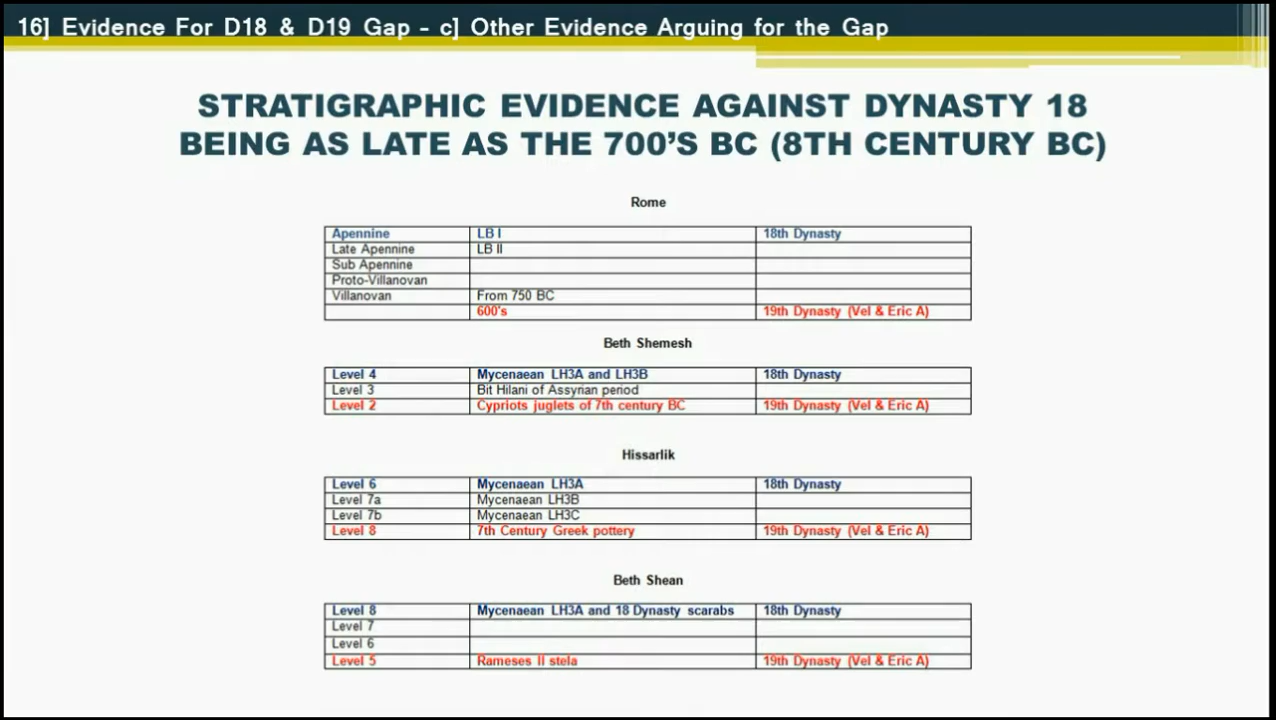 16] Evidence For D18 & D19 Gap - c] Other Evidence Arguing for the Gap
STRATIGRAPHIC EVIDENCE AGAINST DYNASTY 18
BEING AS LATE AS THE 700'S BC (8TH CENTURY BC)
Rome
Apennine LB I 18th Dynasty
Late Apennine LB II
Sub Apennine
Proto-Villanovan
Villanovan From 750 BC
600's 19th Dynasty (Vel & Eric A)
Beth Shemesh
Level 4 Mycenaean LH3A and LH3B 18th Dynasty
Level 3 Bit Hilani of Assyrian period
Level 2 Cypriots juglets of 7th century BC 19th Dynasty (Vel & Eric A)
Hissarlik
Level 6 Mycenaean LH3A 18th Dynasty
Level 7a Mycenaean LH3B
Level 7b Mycenaean LH3C
Level 8 7th Century Greek pottery 19th Dynasty (Vel & Eric A)
Beth Shean
Level 8 Mycenaean LH3A and 18 Dynasty scarabs 18th Dynasty
Level 7
Level 6
Level 5 Rameses II stela 19th Dynasty (Vel & Eric A)